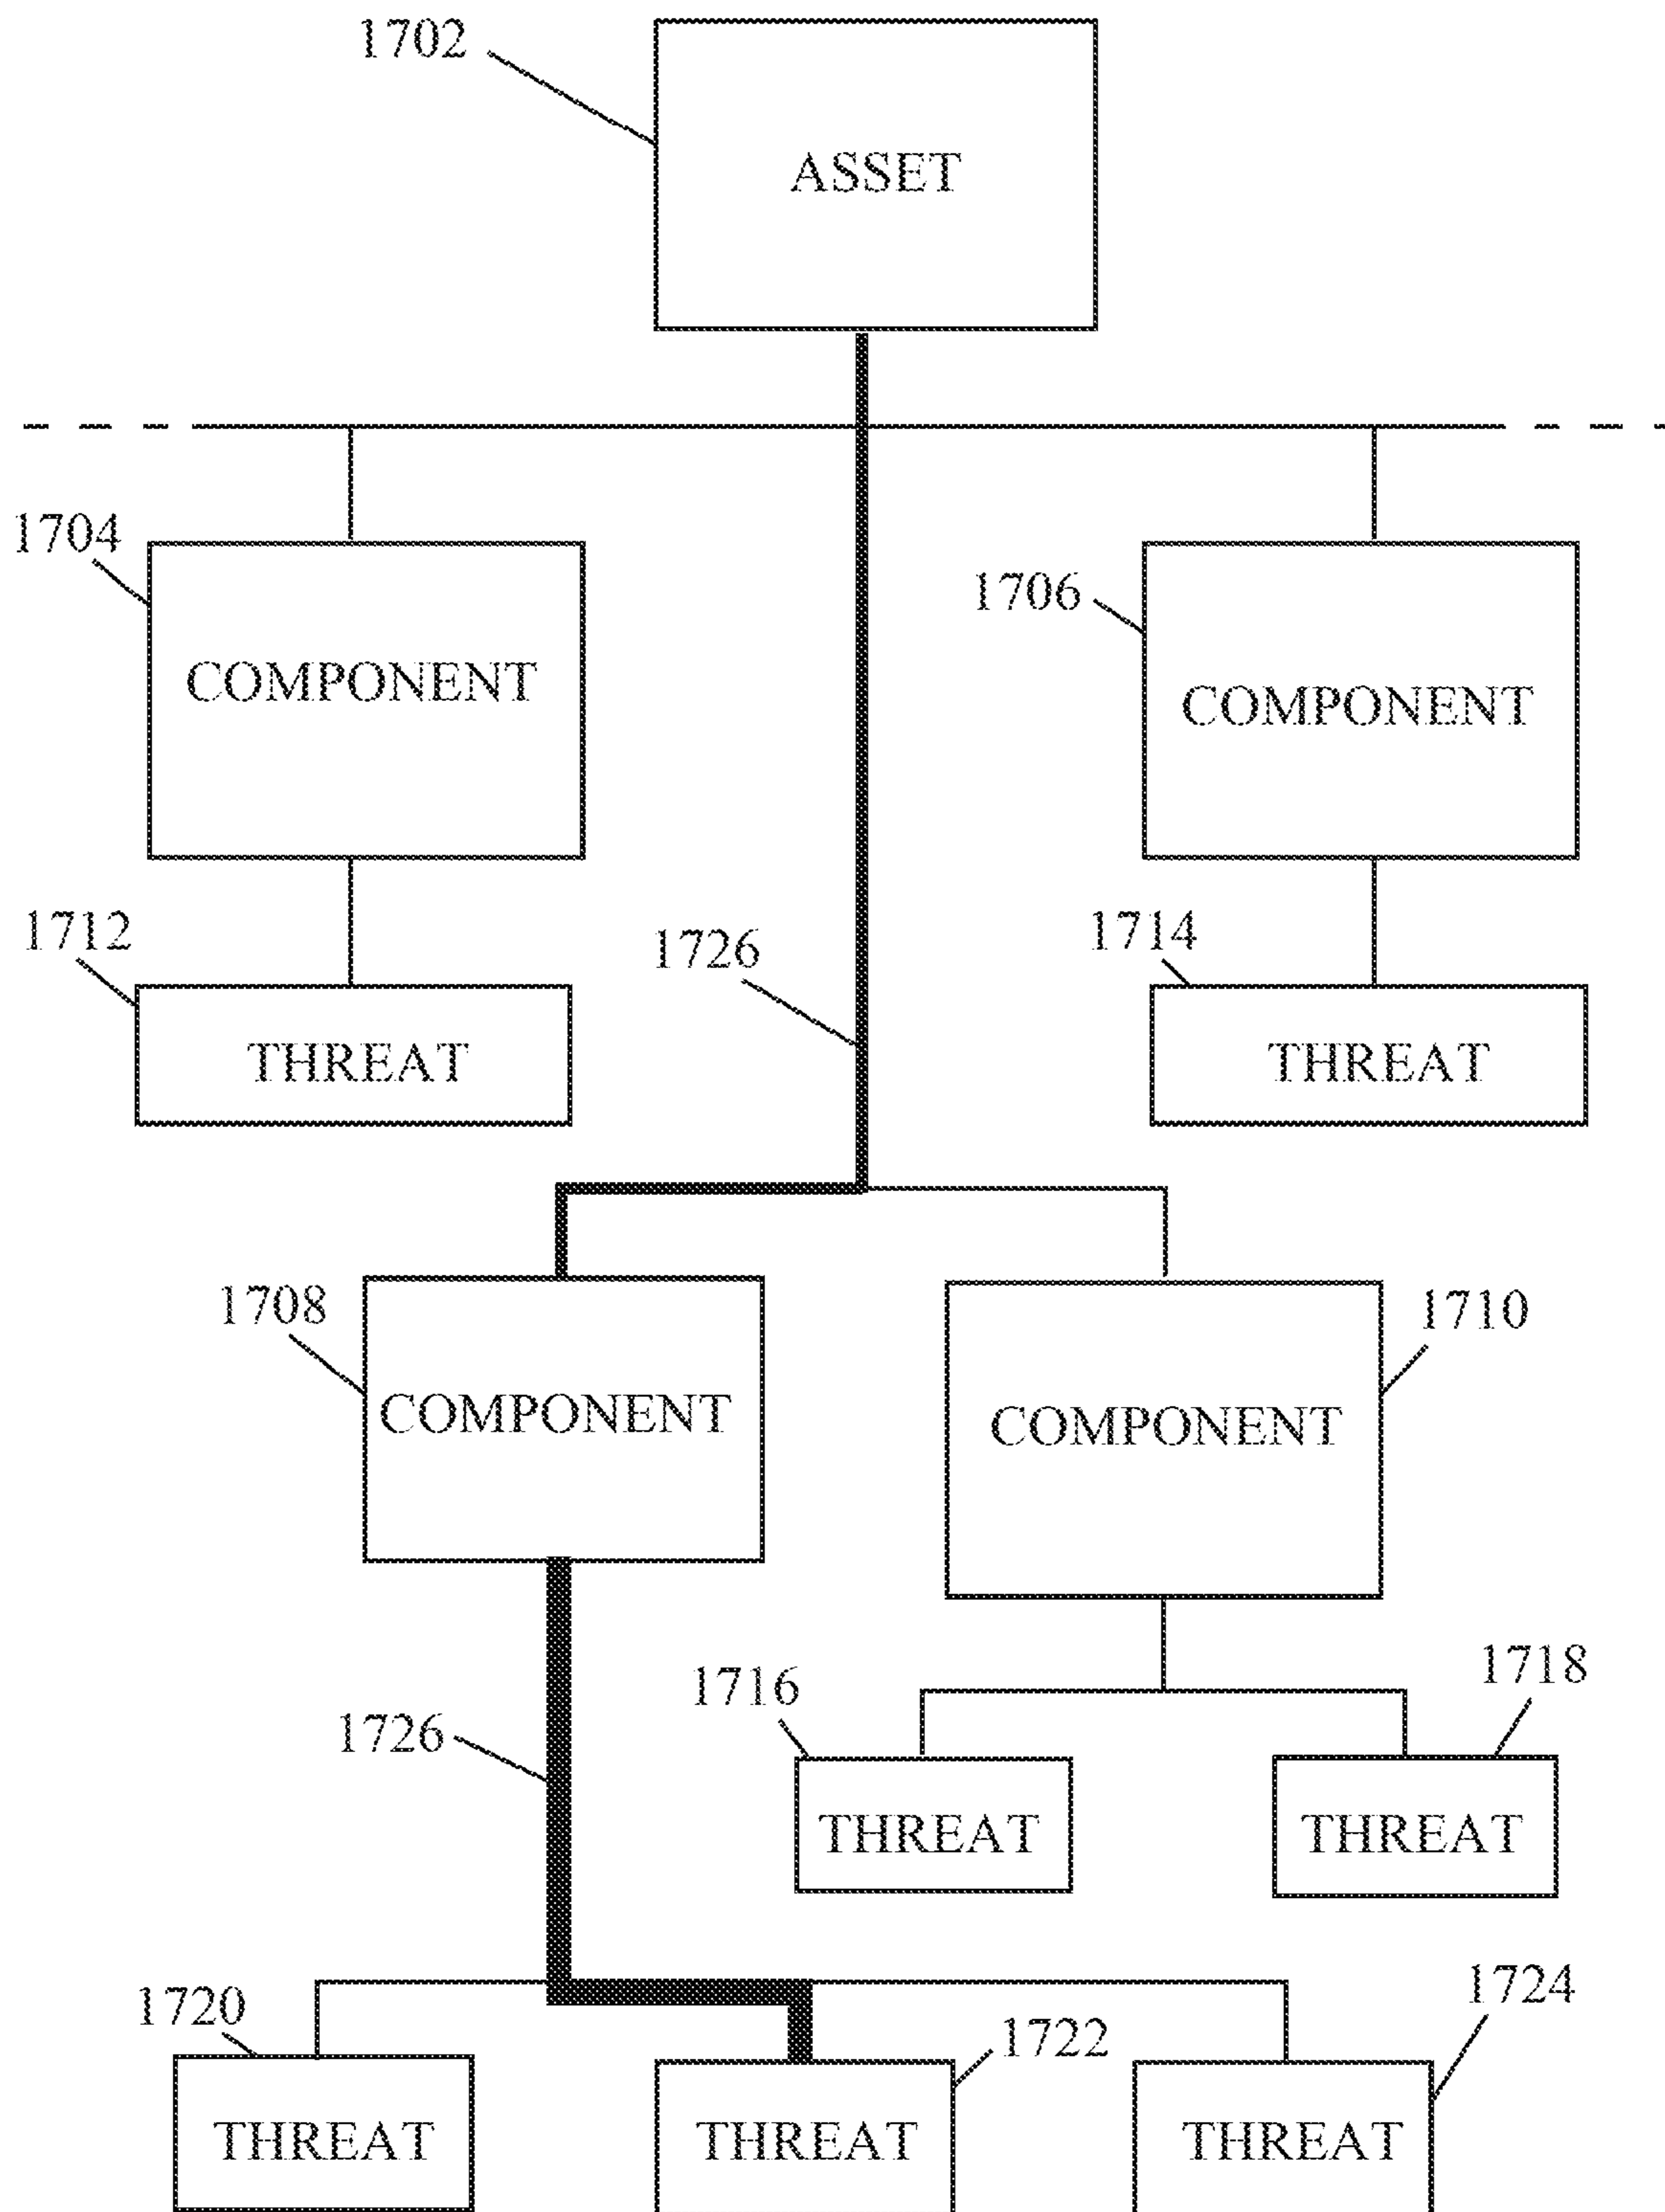 1702
ASSET
1704
1706
COMPONENT
COMPONENT
1712
1726
1714
THREAT
THREAT
1708
1710
COMPONENT
COMPONENT
1716
1718
1726
THREAT
THREAT
1720
1722
1724
THREAT
THREAT
THREAT